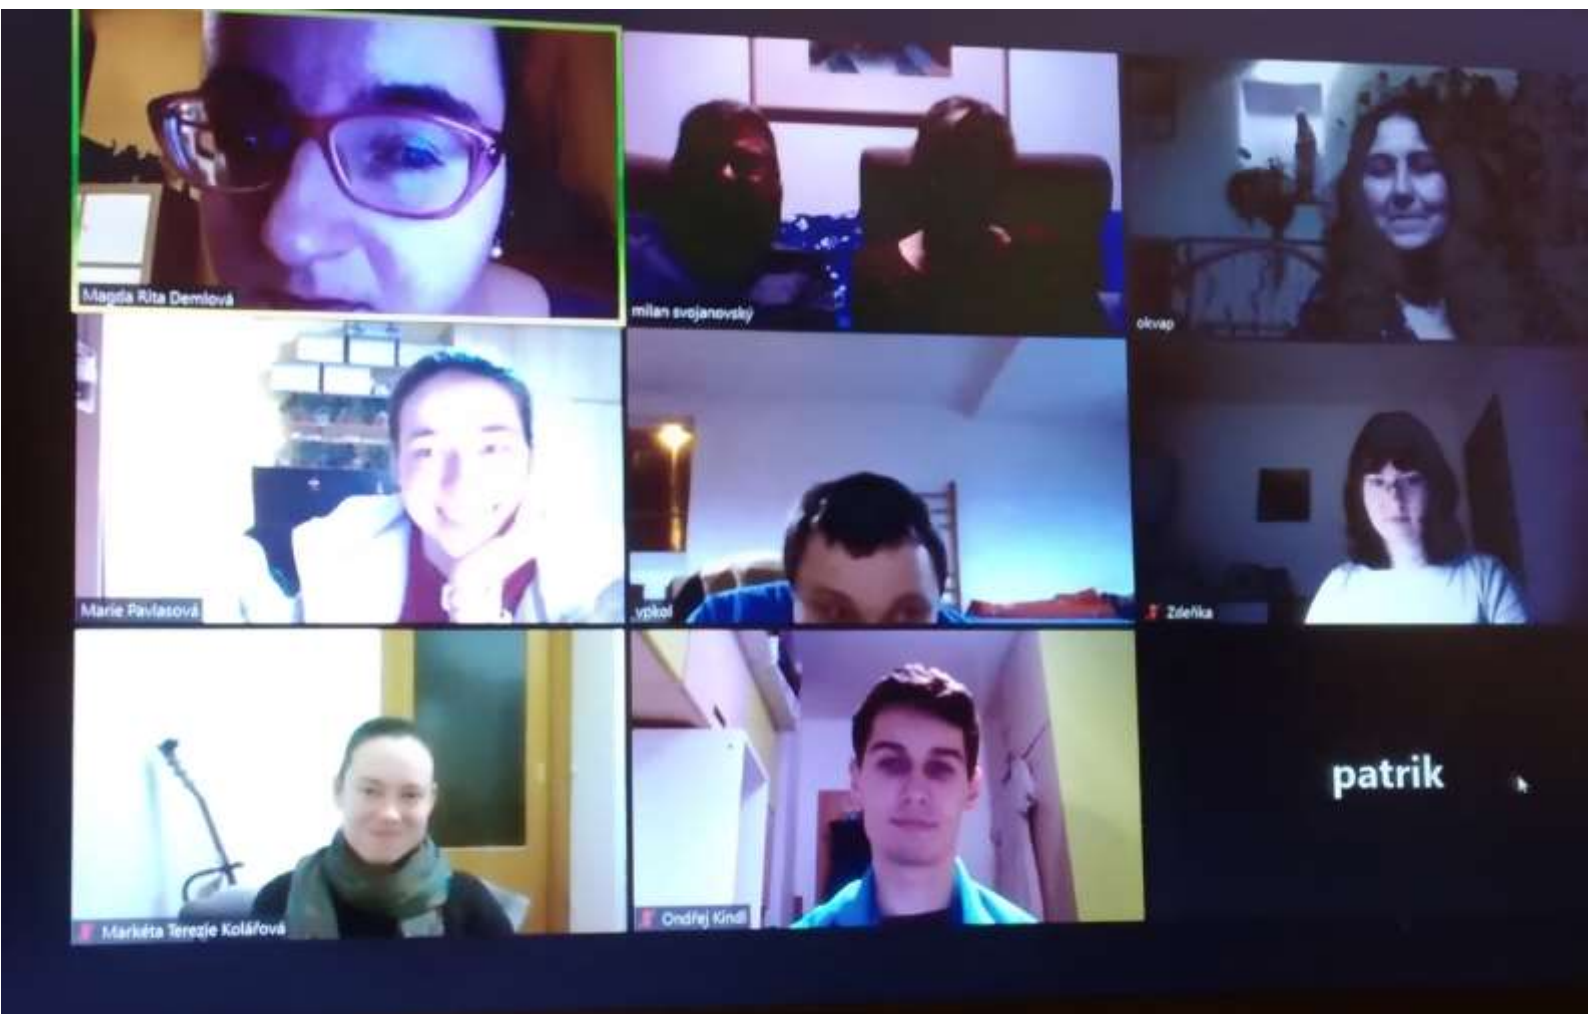 Magda Rita Demlová
milan svojanovský
okvap
Marie Pavlasová
vpkol
Zdeňka
Markéta Terezie Kolářová
Ondřej Kindl
patrik